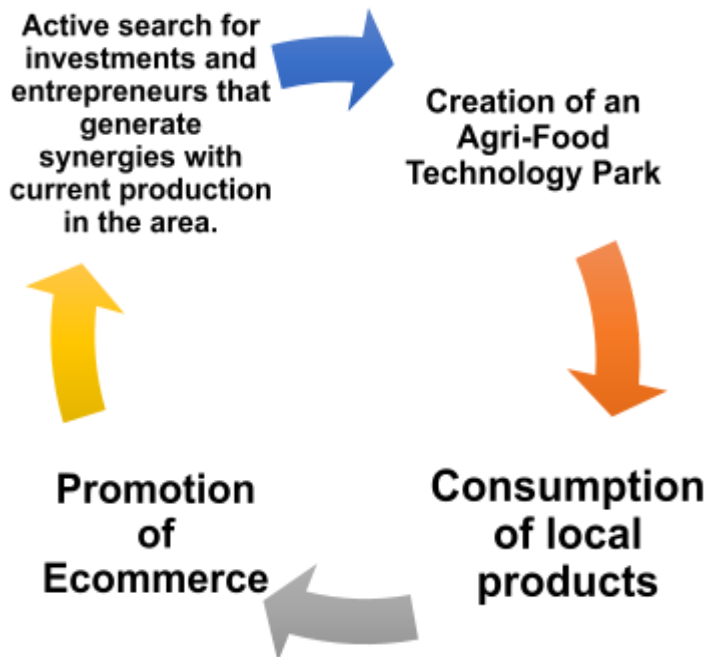 Active search for
investments and
entrepreneurs that
generate
synergies with
current production
in the area.
Creation of an
Agri-Food
Technology Park
Consumption
of local
products
Promotion
of
Ecommerce